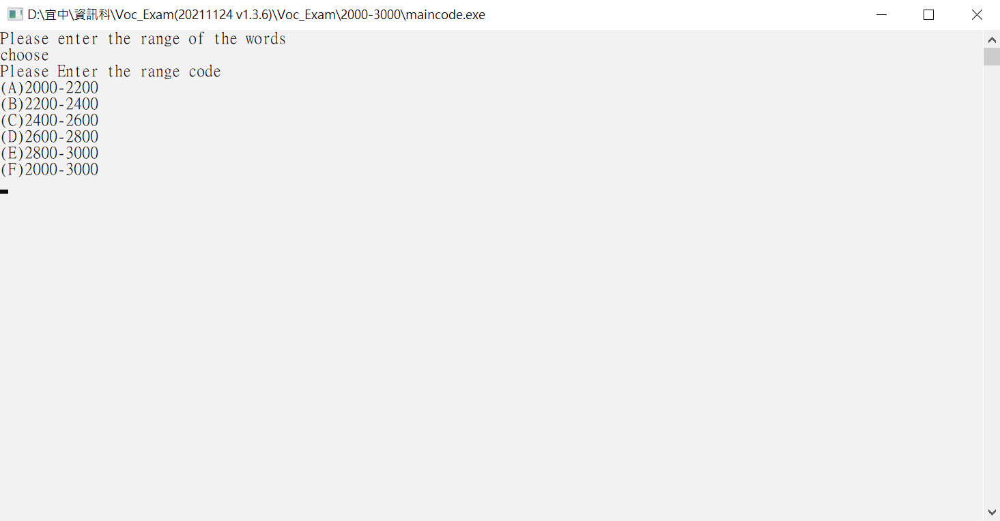 D:\宜中\資訊科\Voc_Exam(20211124 v1.3.6)\Voc_Exam\2000-3000\maincode.exe
Please enter the range of the words
choose
Please Enter the range code
(A)2000-2200
(B)2200-2400
(C)2400-2600
(D)2600-2800
(E)2800-3000
(F)2000-3000